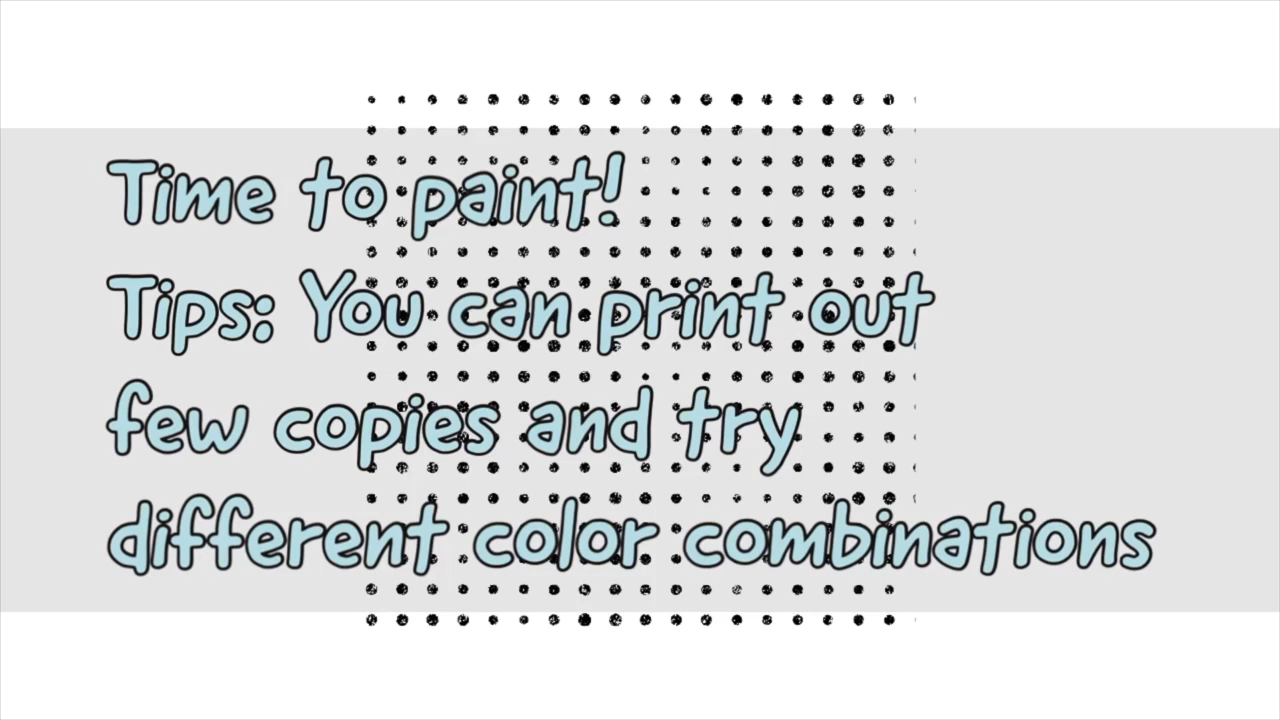 Time to paint!
Tips: You can print out
few copies and try
different color combinations